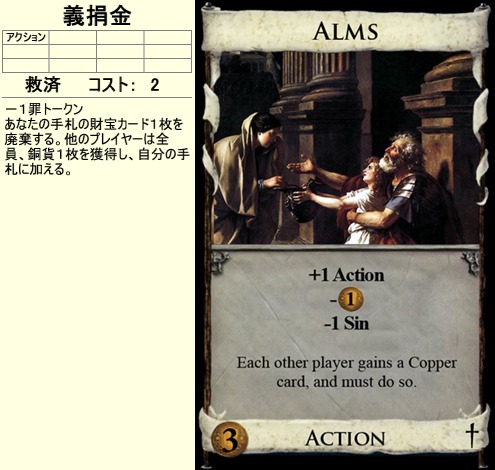 義捐金
アクション
救済 コスト： 2
－１罪トークン
あなたの手札の財宝カード１枚を
廃棄する。他のプレイヤーは全
員、銅貨１枚を獲得し、自分の手
札に加える。
ALMS
+1 Action
- 1
-1 Sin
Each other player gains a Copper
card, and must do so.
3 ACTION †